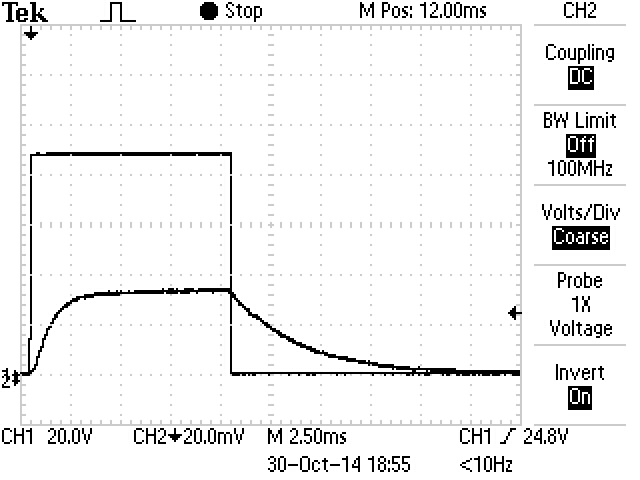 Tek Stop M Pos: 12.00ms CH2
Coupling
DC
BW Limit
Off
100MHz
Volts/Div
Coarse
Probe
1X
Voltage
Invert
On
CH1 20.0V CH2 20.0mV M 2.50ms CH1 24.8V
30-Oct-14 18:55 <10Hz